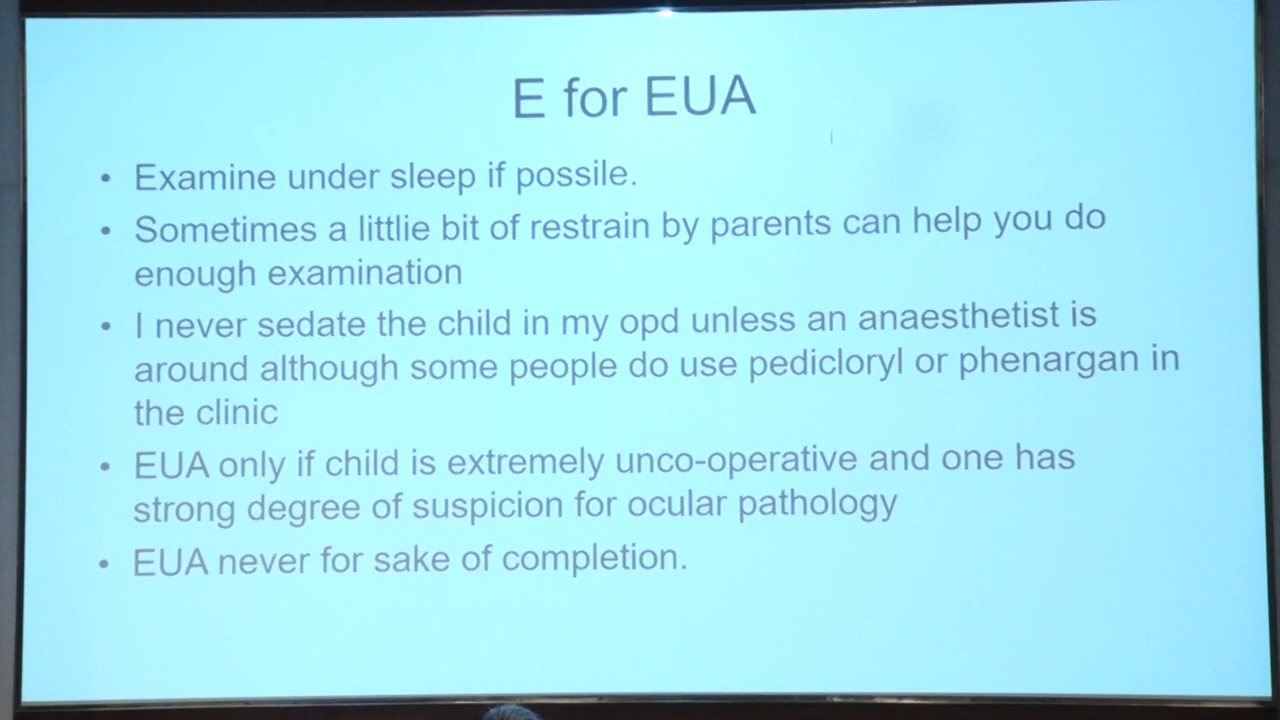 E for EUA
• Examine under sleep if possile.
• Sometimes a littlie bit of restrain by parents can help you do
enough examination
• I never sedate the child in my opd unless an anaesthetist is
around although some people do use pedicloryl or phenargan in
the clinic
• EUA only if child is extremely unco-operative and one has
strong degree of suspicion for ocular pathology
• EUA never for sake of completion.